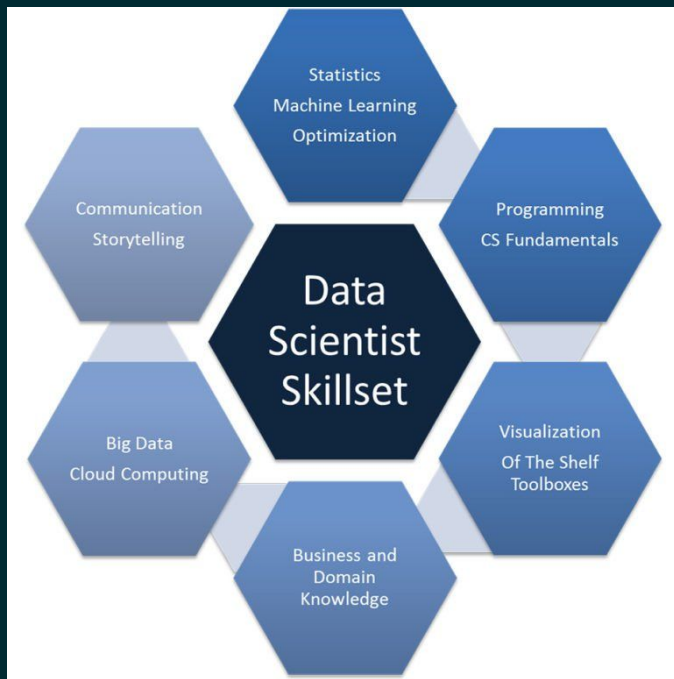 Statistics
Machine Learning
Optimization
Programming
CS Fundamentals
Visualization
Of The Shelf
Toolboxes
Business and
Domain
Knowledge
Big Data
Cloud Computing
Communication
Storytelling
Data
Scientist
Skillset